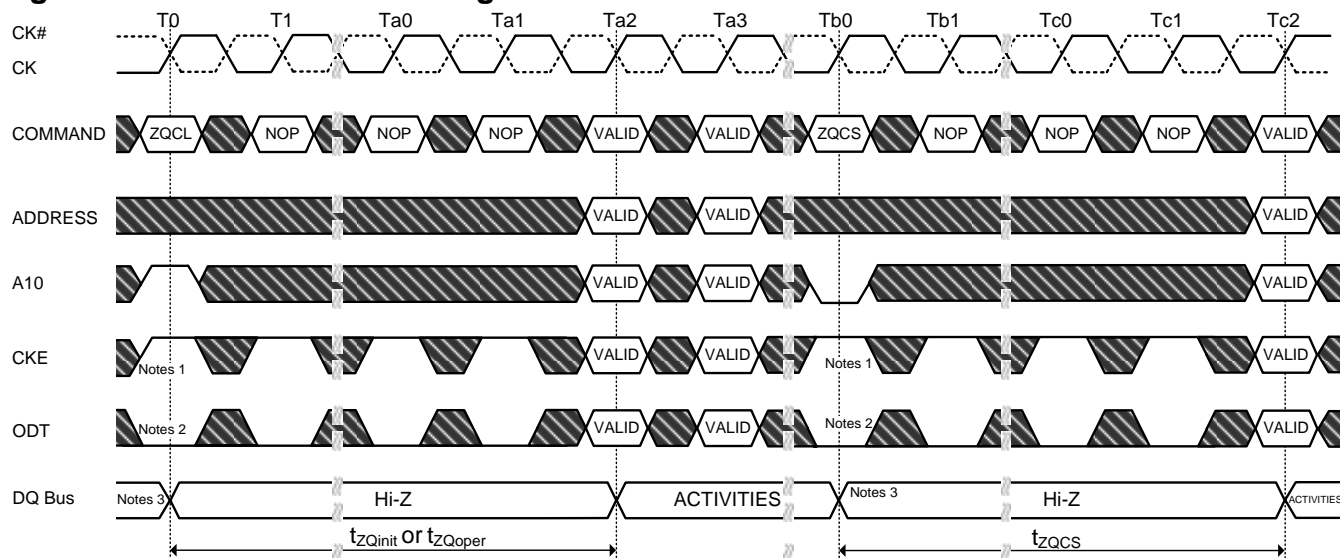 T0 T1 Ta0 Ta1 Ta2 Ta3 Tb0 Tb1 Tc0 Tc1 Tc2
CK#
CK
COMMAND ZQCL NOP NOP NOP VALID VALID ZQCS NOP NOP NOP VALID
ADDRESS VALID VALID VALID
A10 VALID VALID VALID
CKE Notes 1 VALID VALID Notes 1 VALID
ODT Notes 2 VALID VALID Notes 2 VALID
DQ Bus Notes 3 Hi-Z ACTIVITIES Notes 3 Hi-Z ACTIVITIES
tZQinit or tZQoper tZQCS